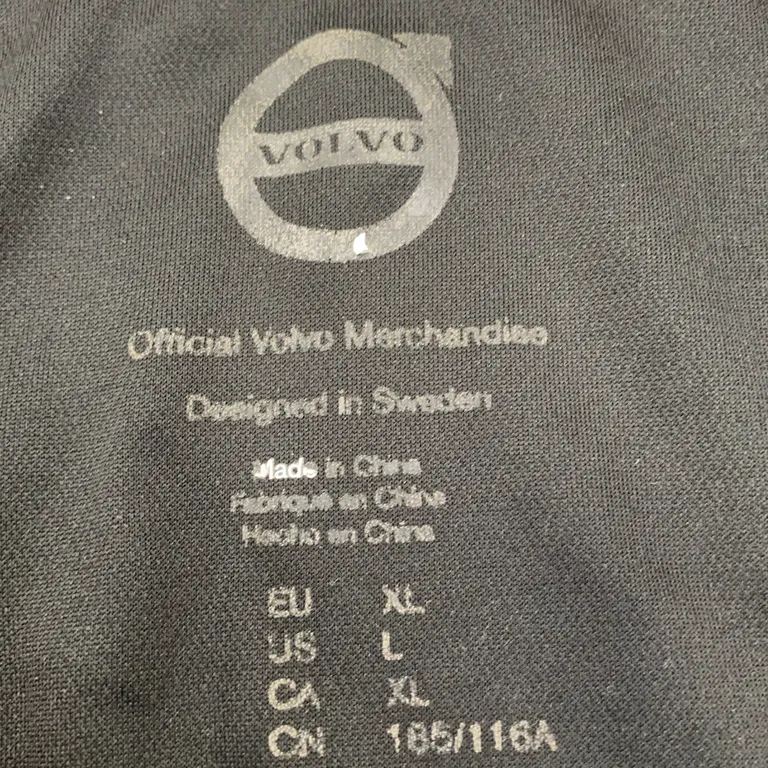 VOLVO
Official Volvo Merchandise
Designed in Sweden
Made in China
Fabriqué en China
Hecho en China
EU XL
US L
CA XL
CN 185/116A